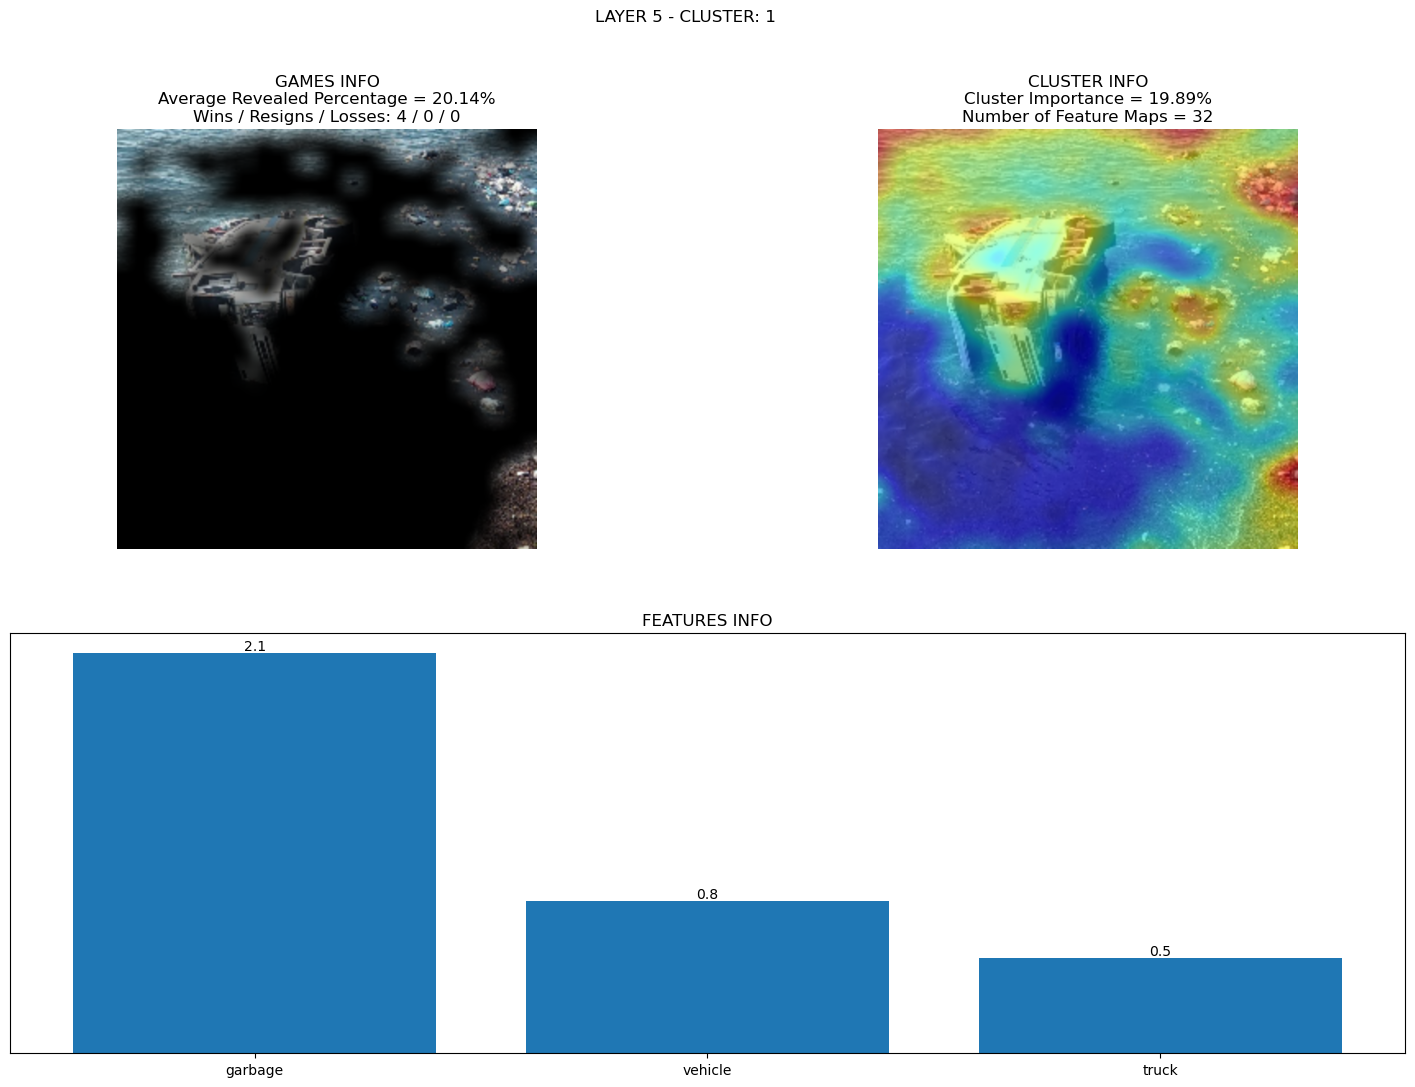 LAYER 5 - CLUSTER: 1
GAMES INFO
Average Revealed Percentage = 20.14%
Wins / Resigns / Losses: 4 / 0 / 0
CLUSTER INFO
Cluster Importance = 19.89%
Number of Feature Maps = 32
FEATURES INFO
2.1
0.8
0.5
garbage
vehicle
truck